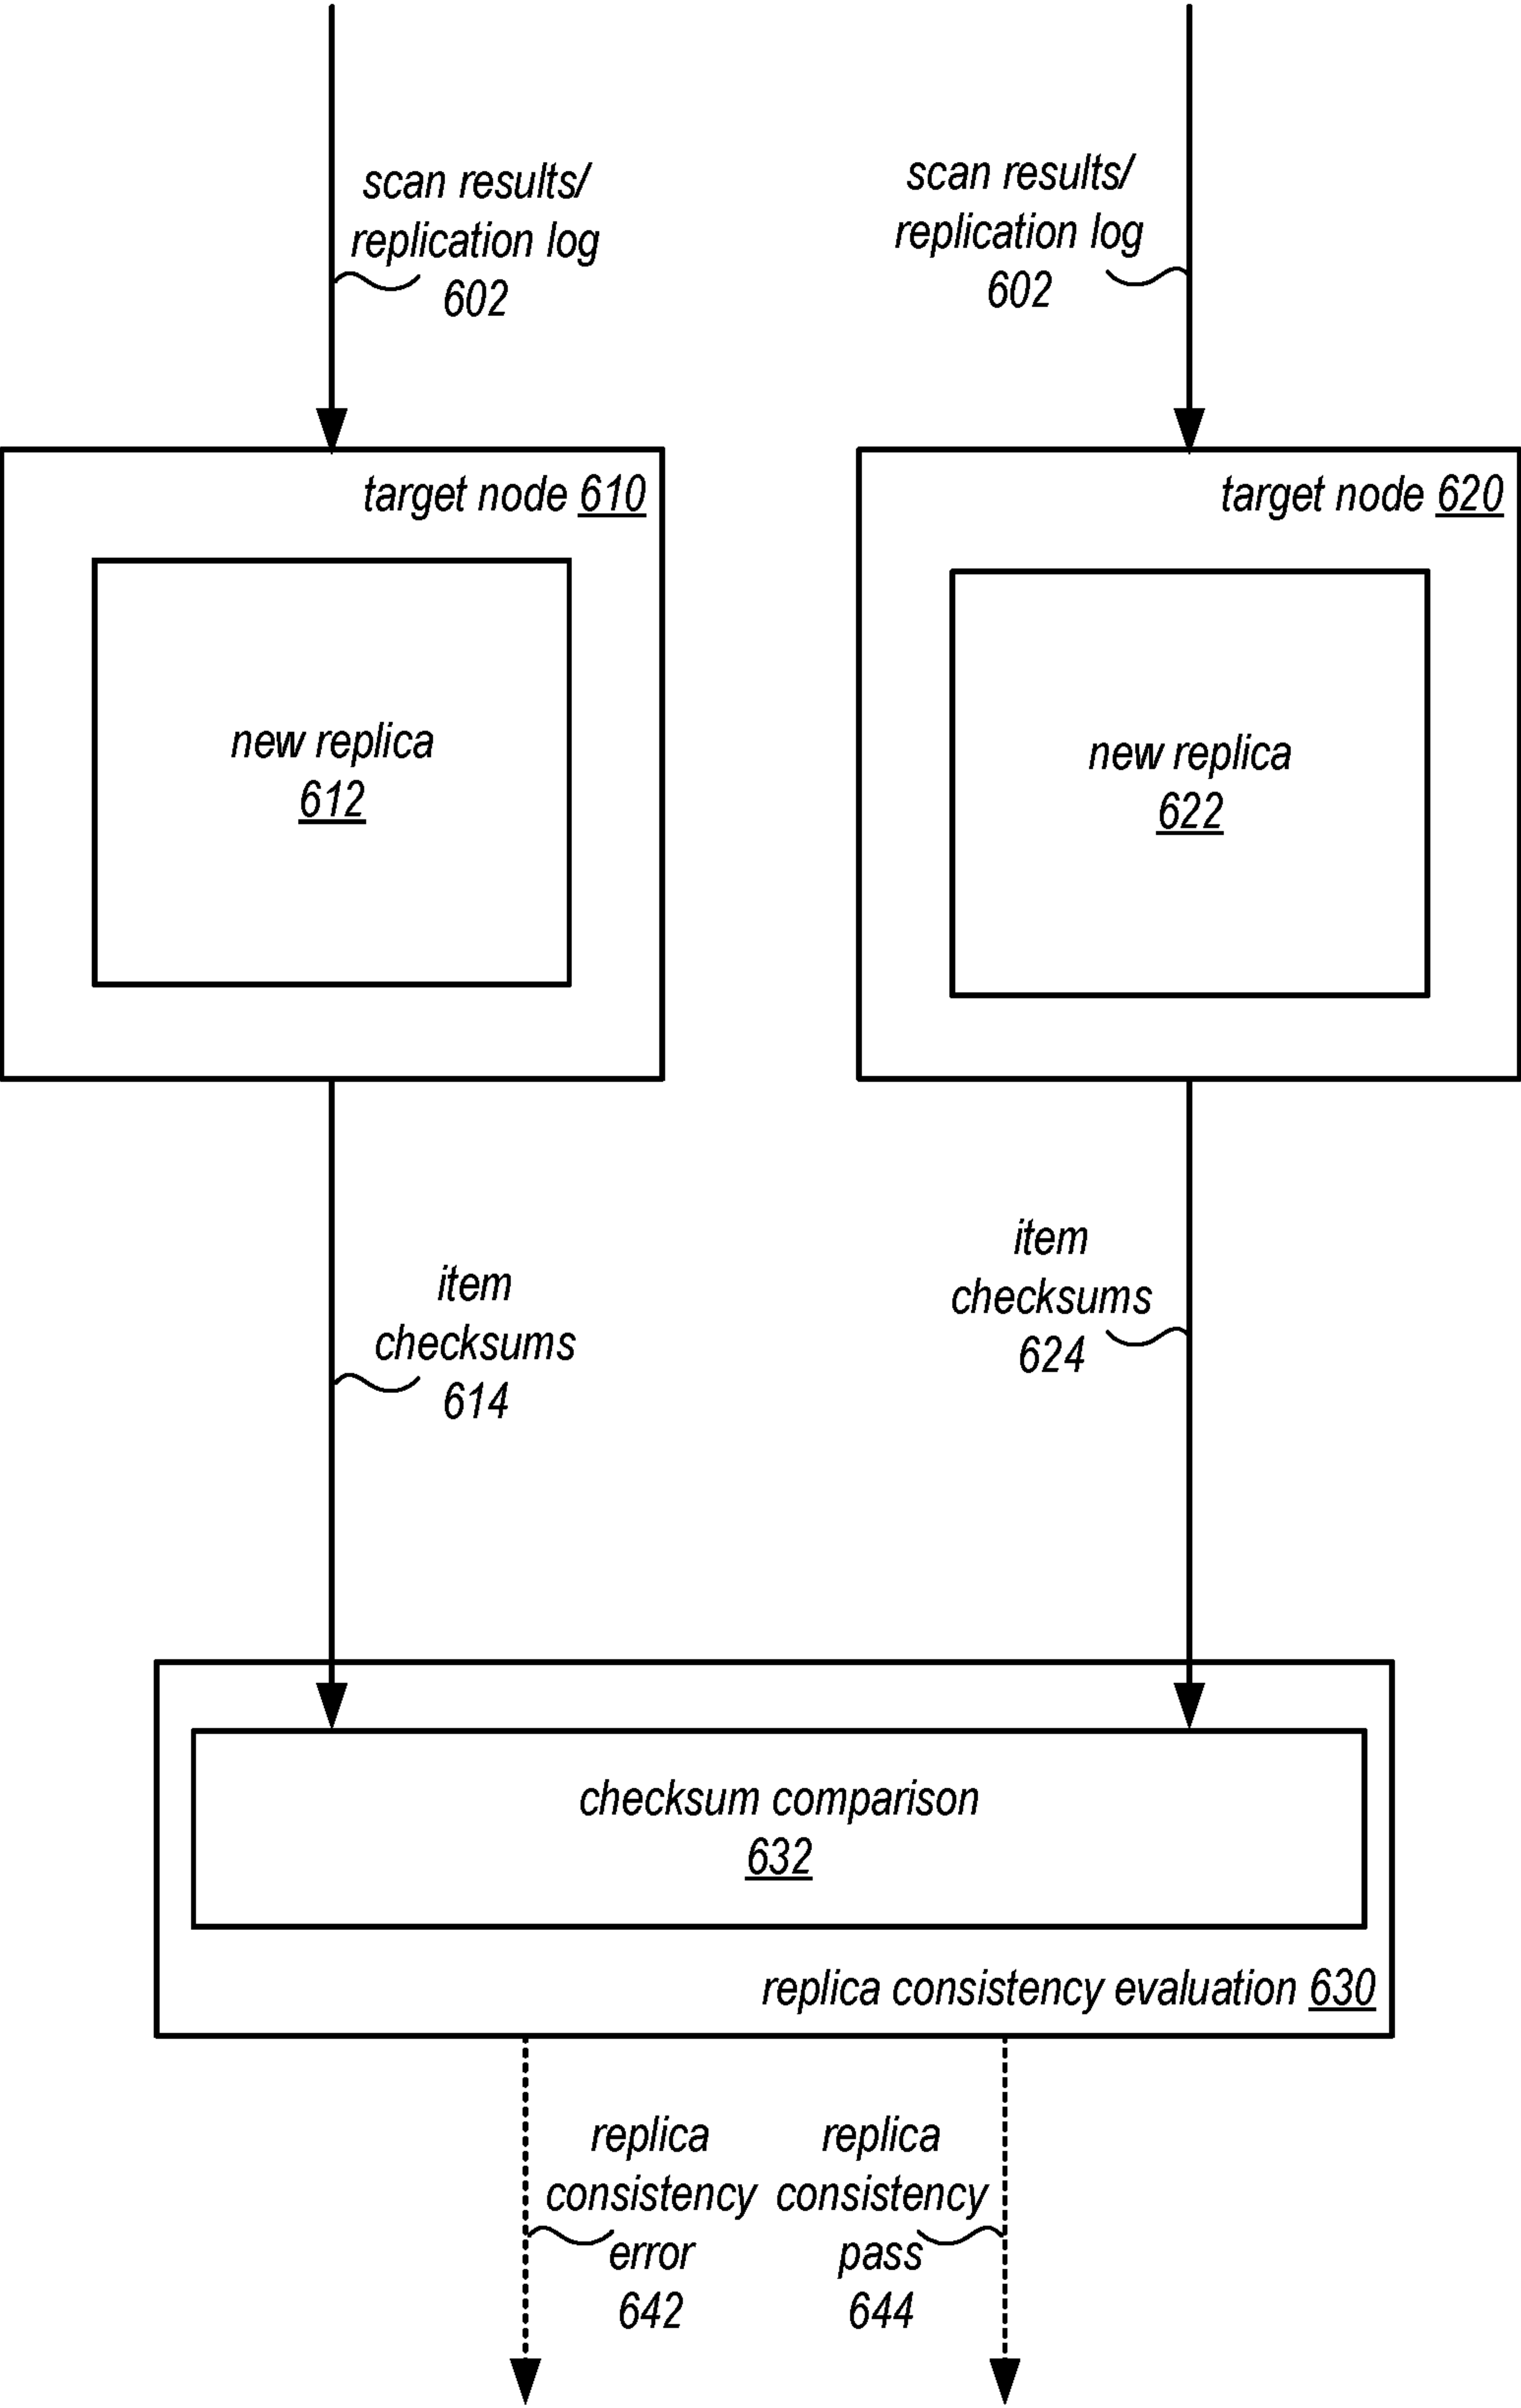 scan results/
replication log
602
scan results/
replication log
602
target node 610
target node 620
new replica
612
new replica
622
item
checksums
614
item
checksums
624
checksum comparison
632
replica consistency evaluation 630
replica
consistency
error
642
replica
consistency
pass
644